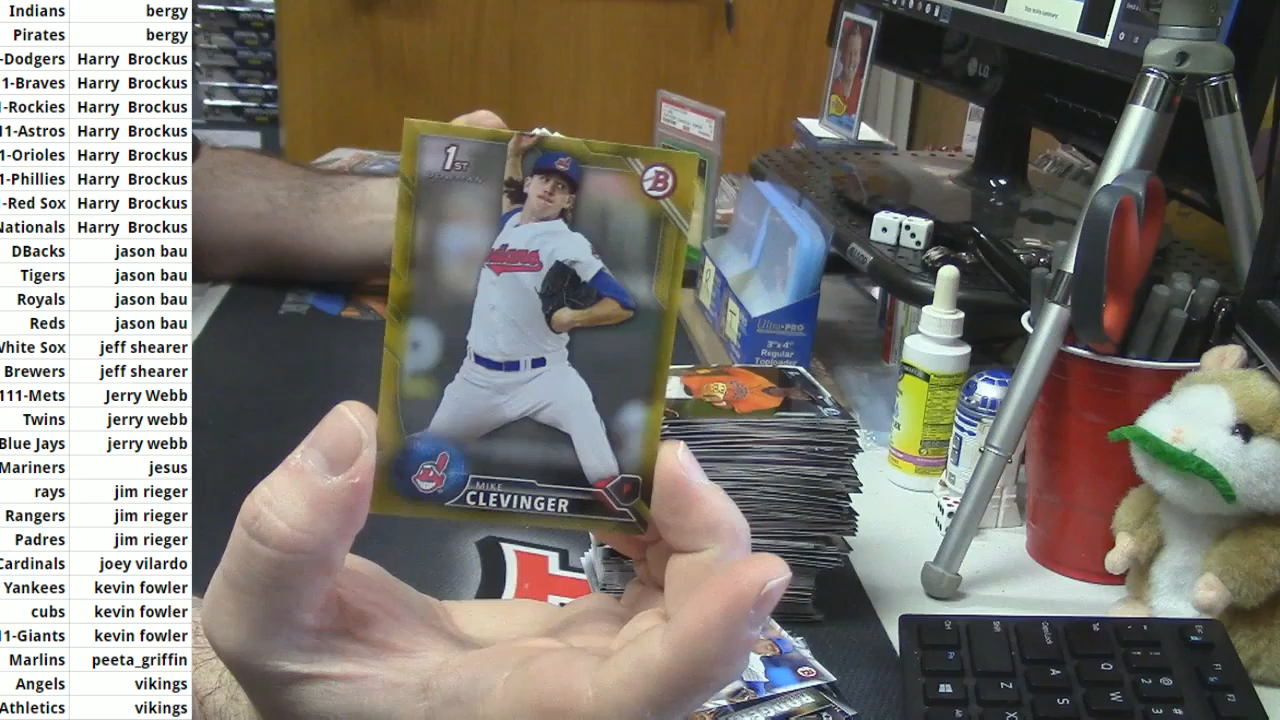 Indians bergy
Pirates bergy
-Dodgers Harry Brockus
1-Braves Harry Brockus
-Rockies Harry Brockus
11-Astros Harry Brockus
1-Orioles Harry Brockus
1-Phillies Harry Brockus
-Red Sox Harry Brockus
Nationals Harry Brockus
DBacks jason bau
Tigers jason bau
Royals jason bau
Reds jason bau
White Sox jeff shearer
Brewers jeff shearer
111-Mets Jerry Webb
Twins jerry webb
Blue Jays jerry webb
Mariners jesus
rays jim rieger
Rangers jim rieger
Padres jim rieger
Cardinals joey vilardo
Yankees kevin fowler
cubs kevin fowler
11-Giants kevin fowler
Marlins peeta_griffin
Angels vikings
Athletics vikings
1ST
BOWMAN
B
Indians
MIKE
CLEVINGER
P
LG
Ultra PRO
3"x4"
Regular
Toploader